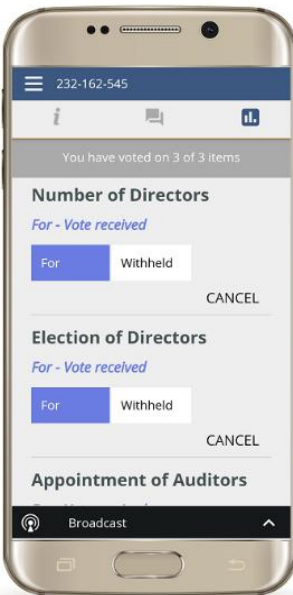 232-162-545
You have voted on 3 of 3 items
Number of Directors
For - Vote received
For Withheld
CANCEL
Election of Directors
For - Vote received
For Withheld
CANCEL
Appointment of Auditors
Broadcast